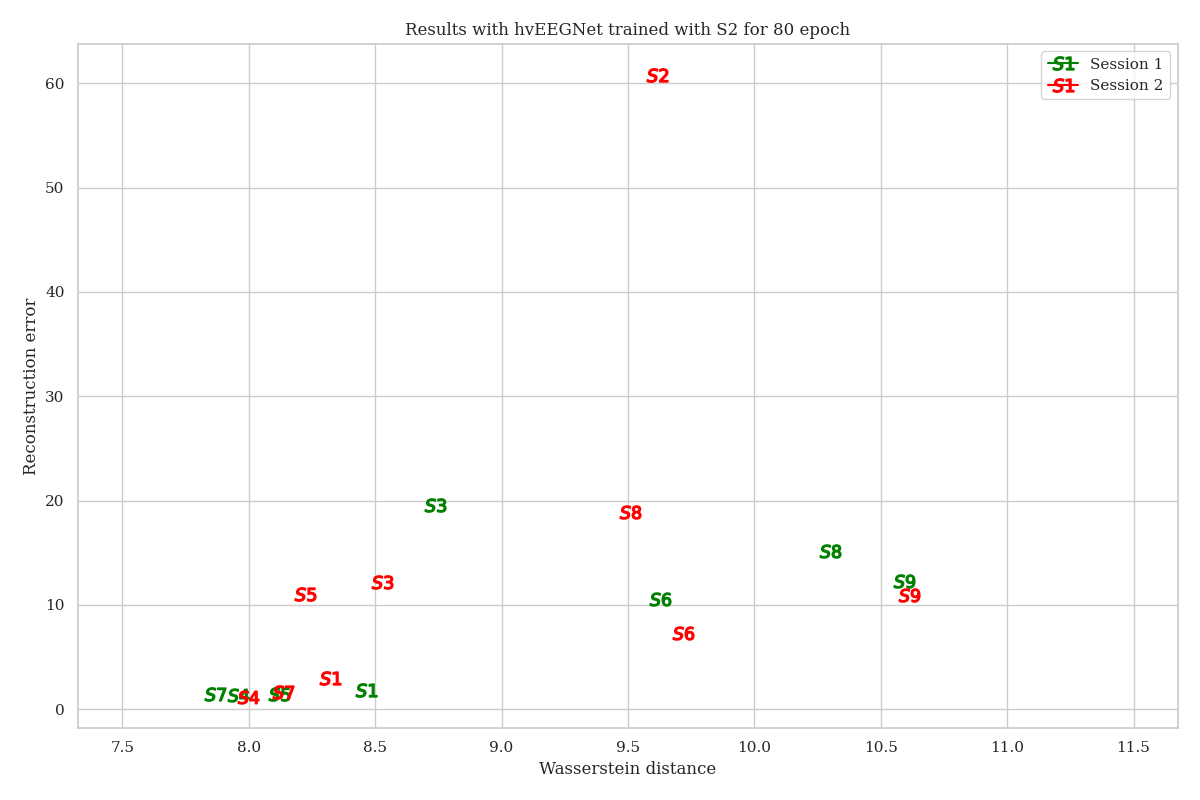 Results with hvEEGNet trained with S2 for 80 epoch
S1 Session 1
S1 Session 2
60
50
40
30
20
10
0
Reconstruction error
S2
S3
S8
S8
S3
S9
S5
S9
S6
S6
S1
S1
S7
S4
S7
7.5 8.0 8.5 9.0 9.5 10.0 10.5 11.0 11.5
Wasserstein distance